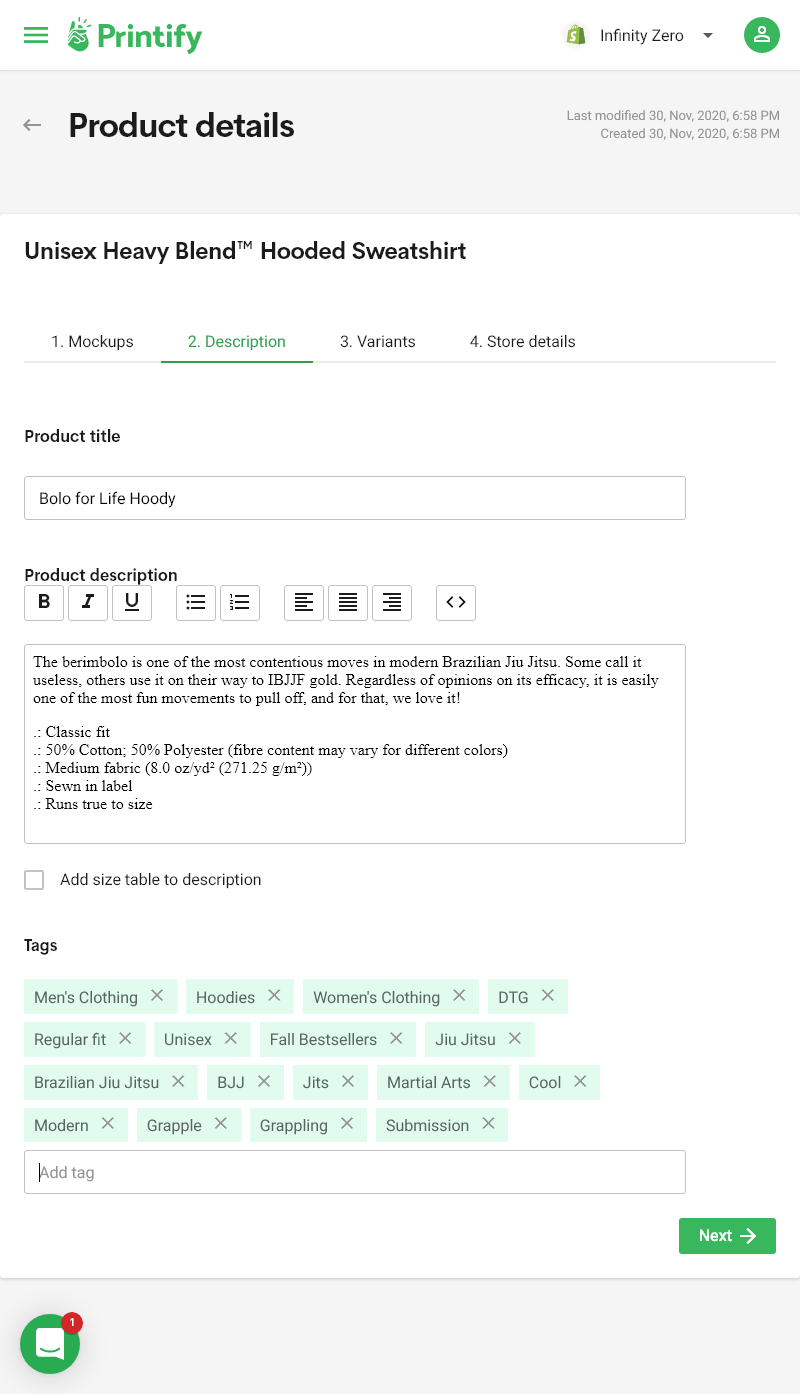 Printify
Infinity Zero
Product details
Last modified 30, Nov, 2020, 6:58 PM
Created 30, Nov, 2020, 6:58 PM
Unisex Heavy Blend™ Hooded Sweatshirt
1. Mockups 2. Description 3. Variants 4. Store details
Product title
Bolo for Life Hoody
Product description
B I U
The berimbolo is one of the most contentious moves in modern Brazilian Jiu Jitsu. Some call it
useless, others use it on their way to IBJJF gold. Regardless of opinions on its efficacy, it is easily
one of the most fun movements to pull off, and for that, we love it!
.: Classic fit
.: 50% Cotton; 50% Polyester (fibre content may vary for different colors)
.: Medium fabric (8.0 oz/yd² (271.25 g/m²))
.: Sewn in label
.: Runs true to size
Add size table to description
Tags
Men's Clothing Hoodies Women's Clothing DTG
Regular fit Unisex Fall Bestsellers Jiu Jitsu
Brazilian Jiu Jitsu BJJ Jits Martial Arts Cool
Modern Grapple Grappling Submission
Add tag
Next
1